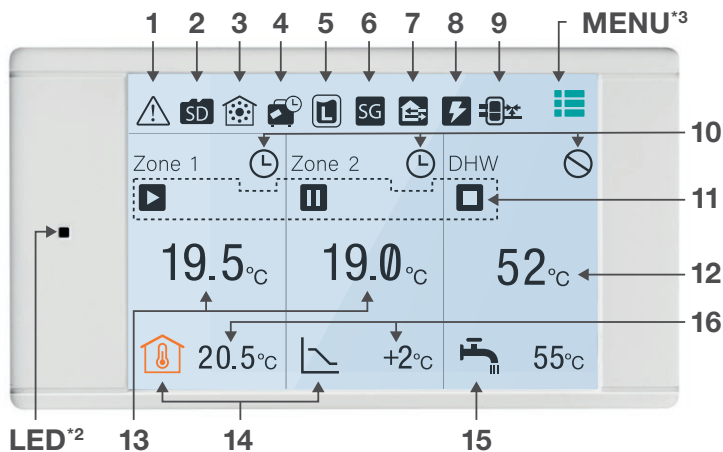 1 2 3 4 5 6 7 8 9 MENU*3
SD L SG
10
Zone 1 Zone 2 DHW
11
19.5°C 19.0°C 52°C
12
16
20.5°C +2°C 55°C
LED*2 13 14 15